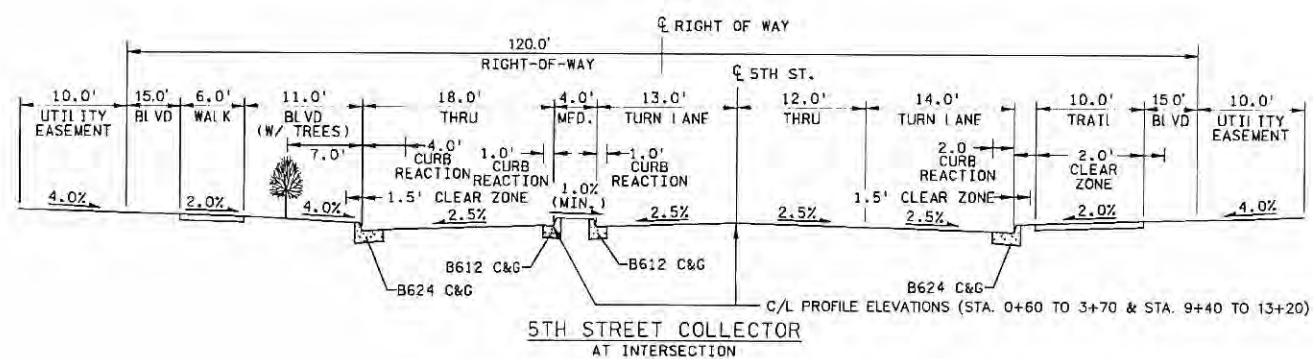 ℄ RIGHT OF WAY
120.0'
RIGHT-OF-WAY
℄ 5TH ST.
10.0' 15.0' 6.0' 11.0' 18.0' 4.0' 13.0' 12.0' 14.0' 10.0' 15.0' 10.0'
UTILITY BLVD WALK BLVD THRU MED. TURN LANE THRU TURN LANE TRAIL BLVD UTILITY
EASEMENT (W/ TREES) EASEMENT
7.0' 4.0' 1.0' 1.0' 2.0 2.0'
CURB REACTION
CURB REACTION
CURB REACTION
CURB REACTION
CLEAR ZONE
1.0%
(MIN.)
1.5' CLEAR ZONE 1.5' CLEAR ZONE
4.0% 2.0% 4.0% 2.5% 2.5% 2.5% 2.5% 2.0% 4.0%
B612 C&G B612 C&G
B624 C&G B624 C&G
C/L PROFILE ELEVATIONS (STA. 0+60 TO 3+70 & STA. 9+40 TO 13+20)
5TH STREET COLLECTOR
AT INTERSECTION